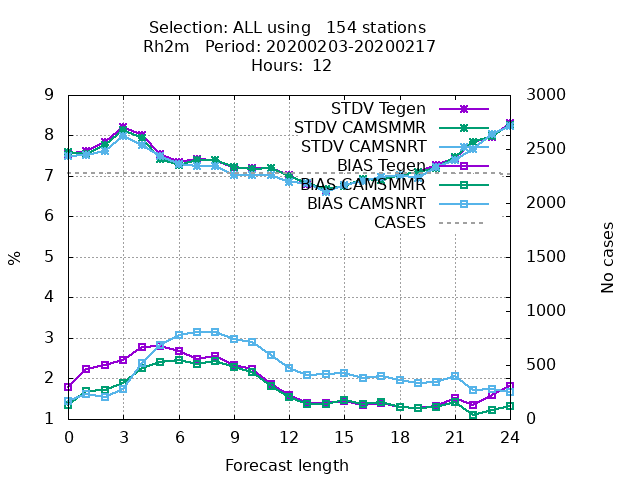 Selection: ALL using   154 stations
Rh2m   Period: 20200203-20200217
Hours: 12
9
8
7
6
5
4
3
2
1
%
3000
2500
2000
1500
1000
500
0
No cases
STDV Tegen
STDV CAMSMMR
STDV CAMSNRT
BIAS Tegen
BIAS CAMSMMR
BIAS CAMSNRT
CASES
0 3 6 9 12 15 18 21 24
Forecast length